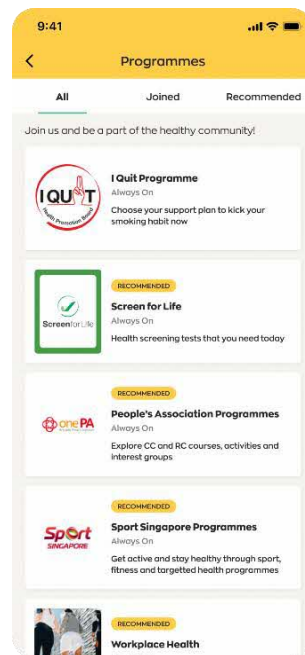 9:41
Programmes
All Joined Recommended
Join us and be a part of the healthy community!
I QUIT
Health Promotion Board
I Quit Programme
Always On
Choose your support plan to kick your
smoking habit now
RECOMMENDED
Screen for Life
ScreenforLife
Always On
Health screening tests that you need today
RECOMMENDED
People's Association Programmes
onePA
Always On
Explore CC and RC courses, activities and
interest groups
RECOMMENDED
Sport Singapore Programmes
Sport
SINGAPORE
Always On
Get active and stay healthy through sport,
fitness and targetted health programmes
RECOMMENDED
Workplace Health